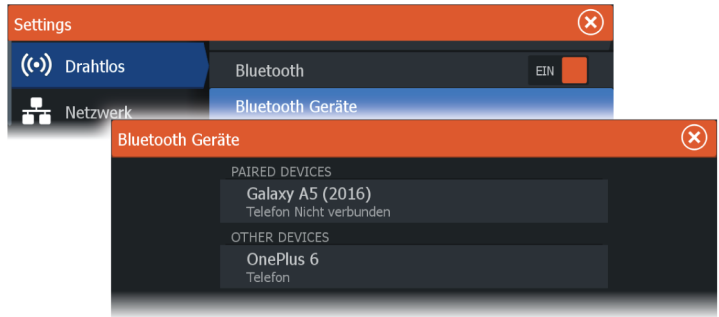 Settings
Drahtlos
Bluetooth
EIN
Netzwerk
Bluetooth Geräte
Bluetooth Geräte
PAIRED DEVICES
Galaxy A5 (2016)
Telefon Nicht verbunden
OTHER DEVICES
OnePlus 6
Telefon